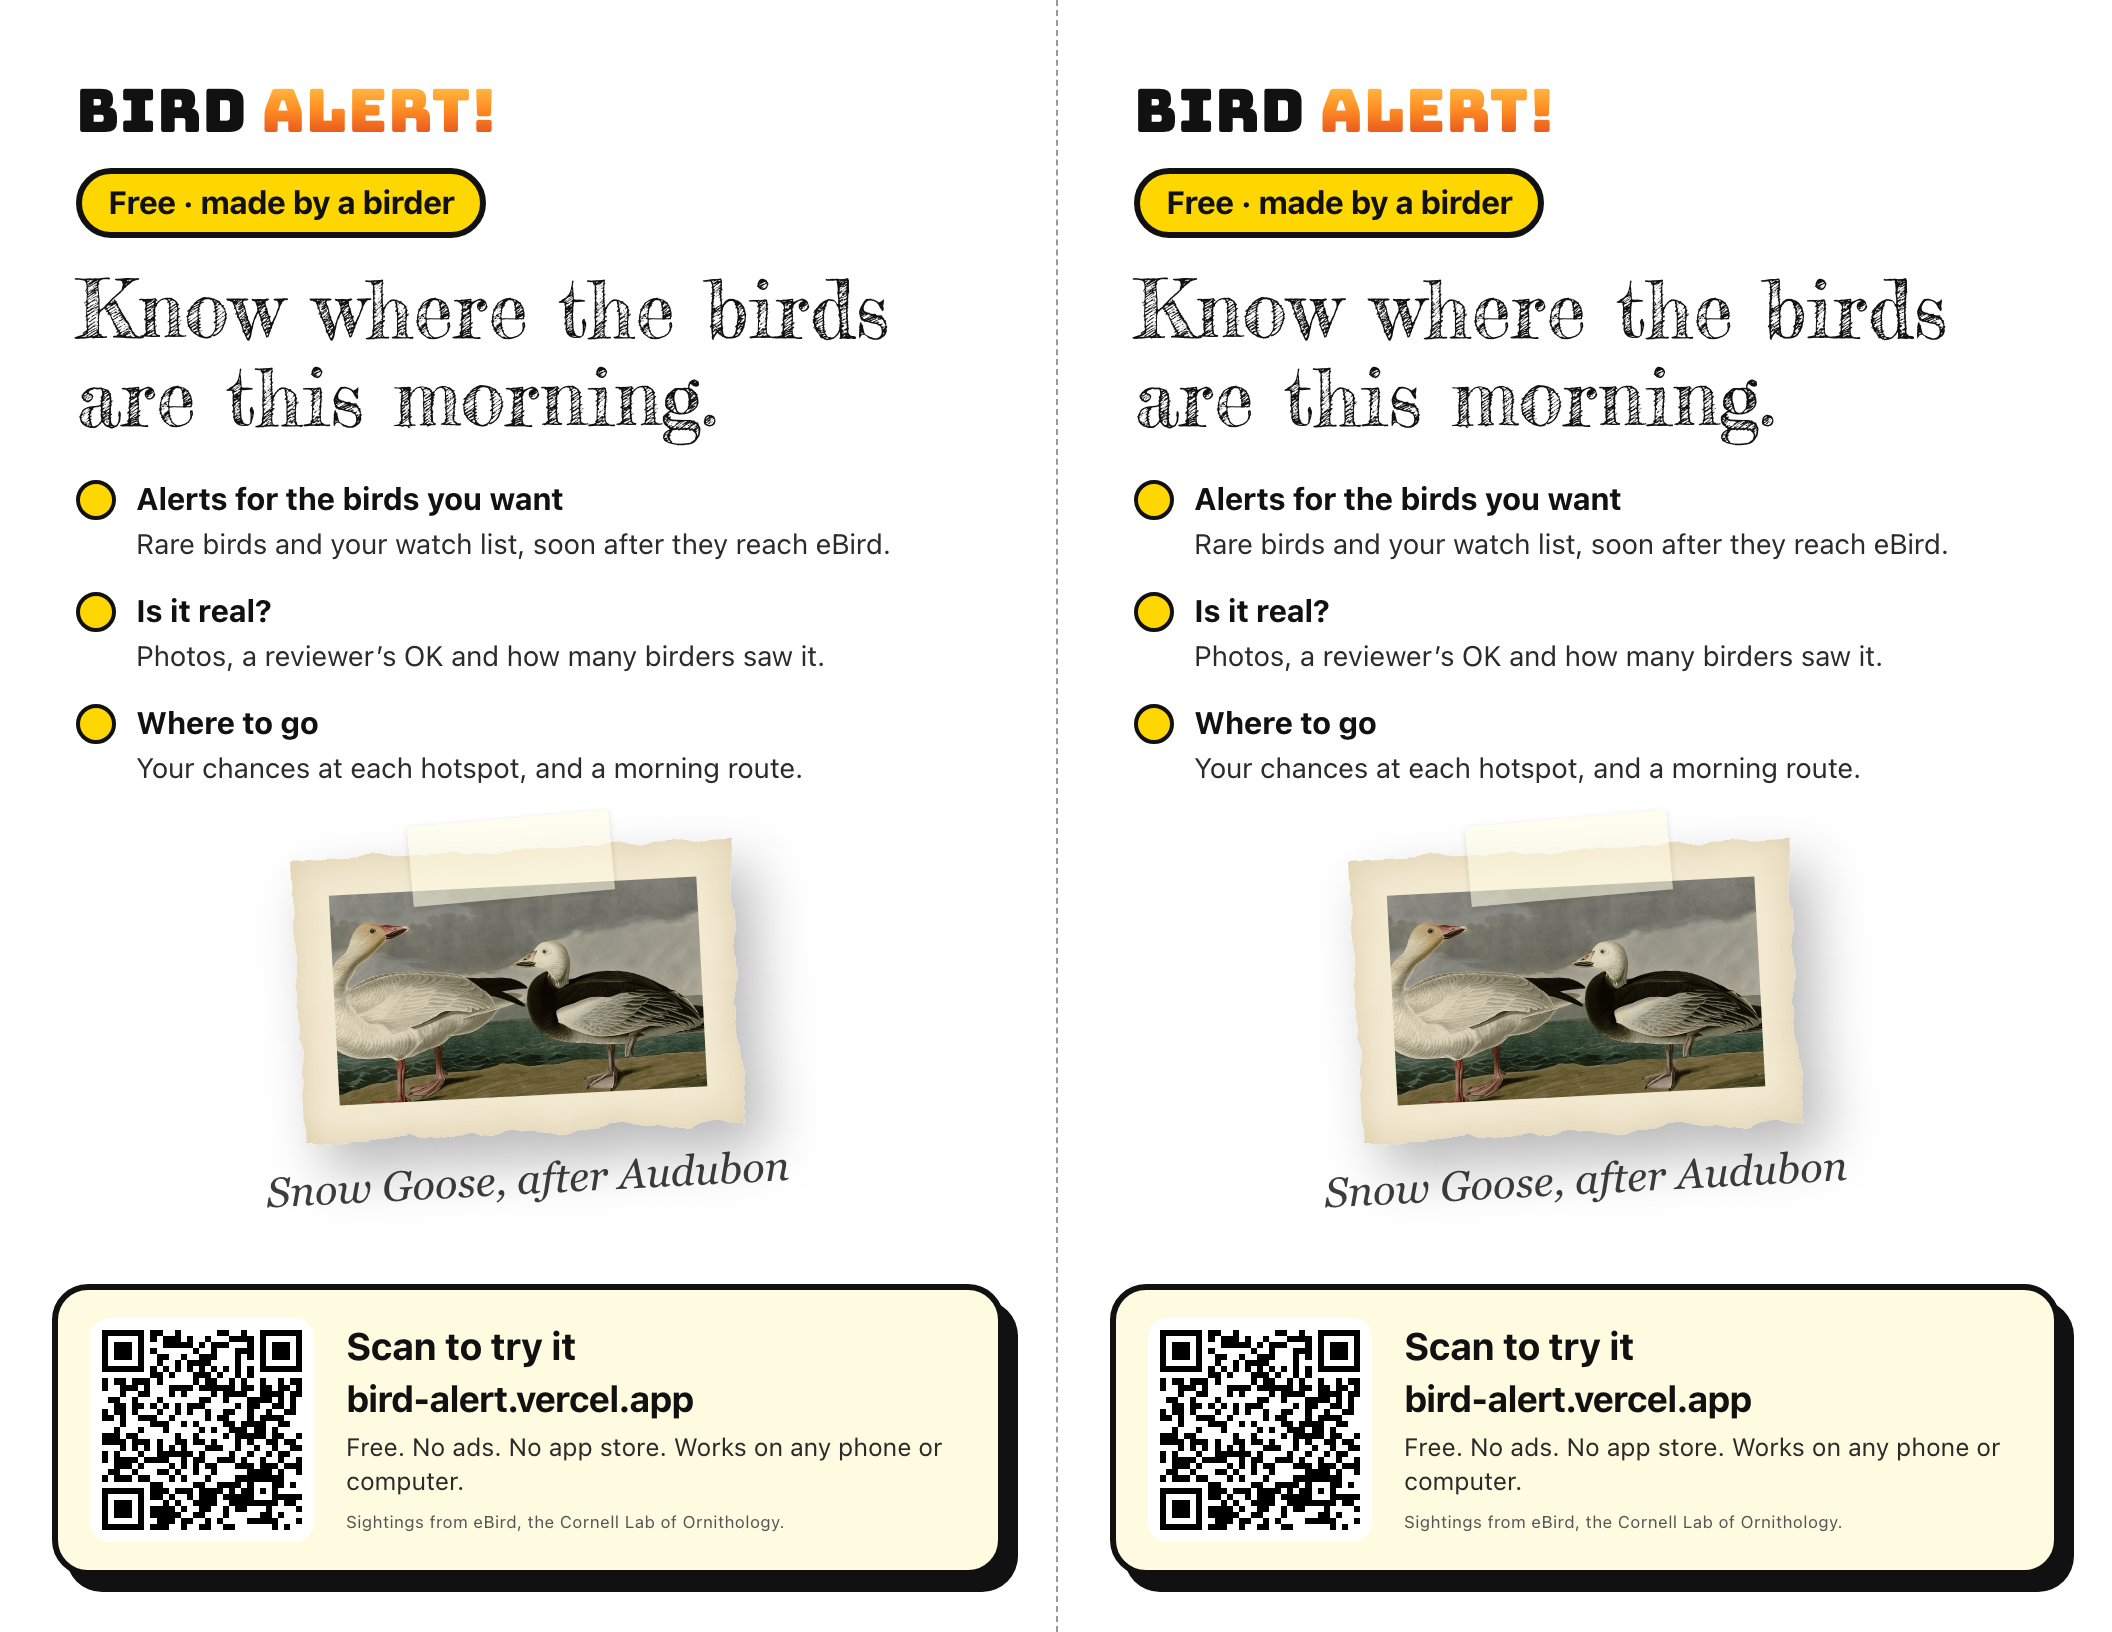 BIRD ALERT!
Free · made by a birder
Know where the birds
are this morning.
Alerts for the birds you want
Rare birds and your watch list, soon after they reach eBird.
Is it real?
Photos, a reviewer’s OK and how many birders saw it.
Where to go
Your chances at each hotspot, and a morning route.
Snow Goose, after Audubon
Scan to try it
bird-alert.vercel.app
Free. No ads. No app store. Works on any phone or
computer.
Sightings from eBird, the Cornell Lab of Ornithology.
BIRD ALERT!
Free · made by a birder
Know where the birds
are this morning.
Alerts for the birds you want
Rare birds and your watch list, soon after they reach eBird.
Is it real?
Photos, a reviewer’s OK and how many birders saw it.
Where to go
Your chances at each hotspot, and a morning route.
Snow Goose, after Audubon
Scan to try it
bird-alert.vercel.app
Free. No ads. No app store. Works on any phone or
computer.
Sightings from eBird, the Cornell Lab of Ornithology.